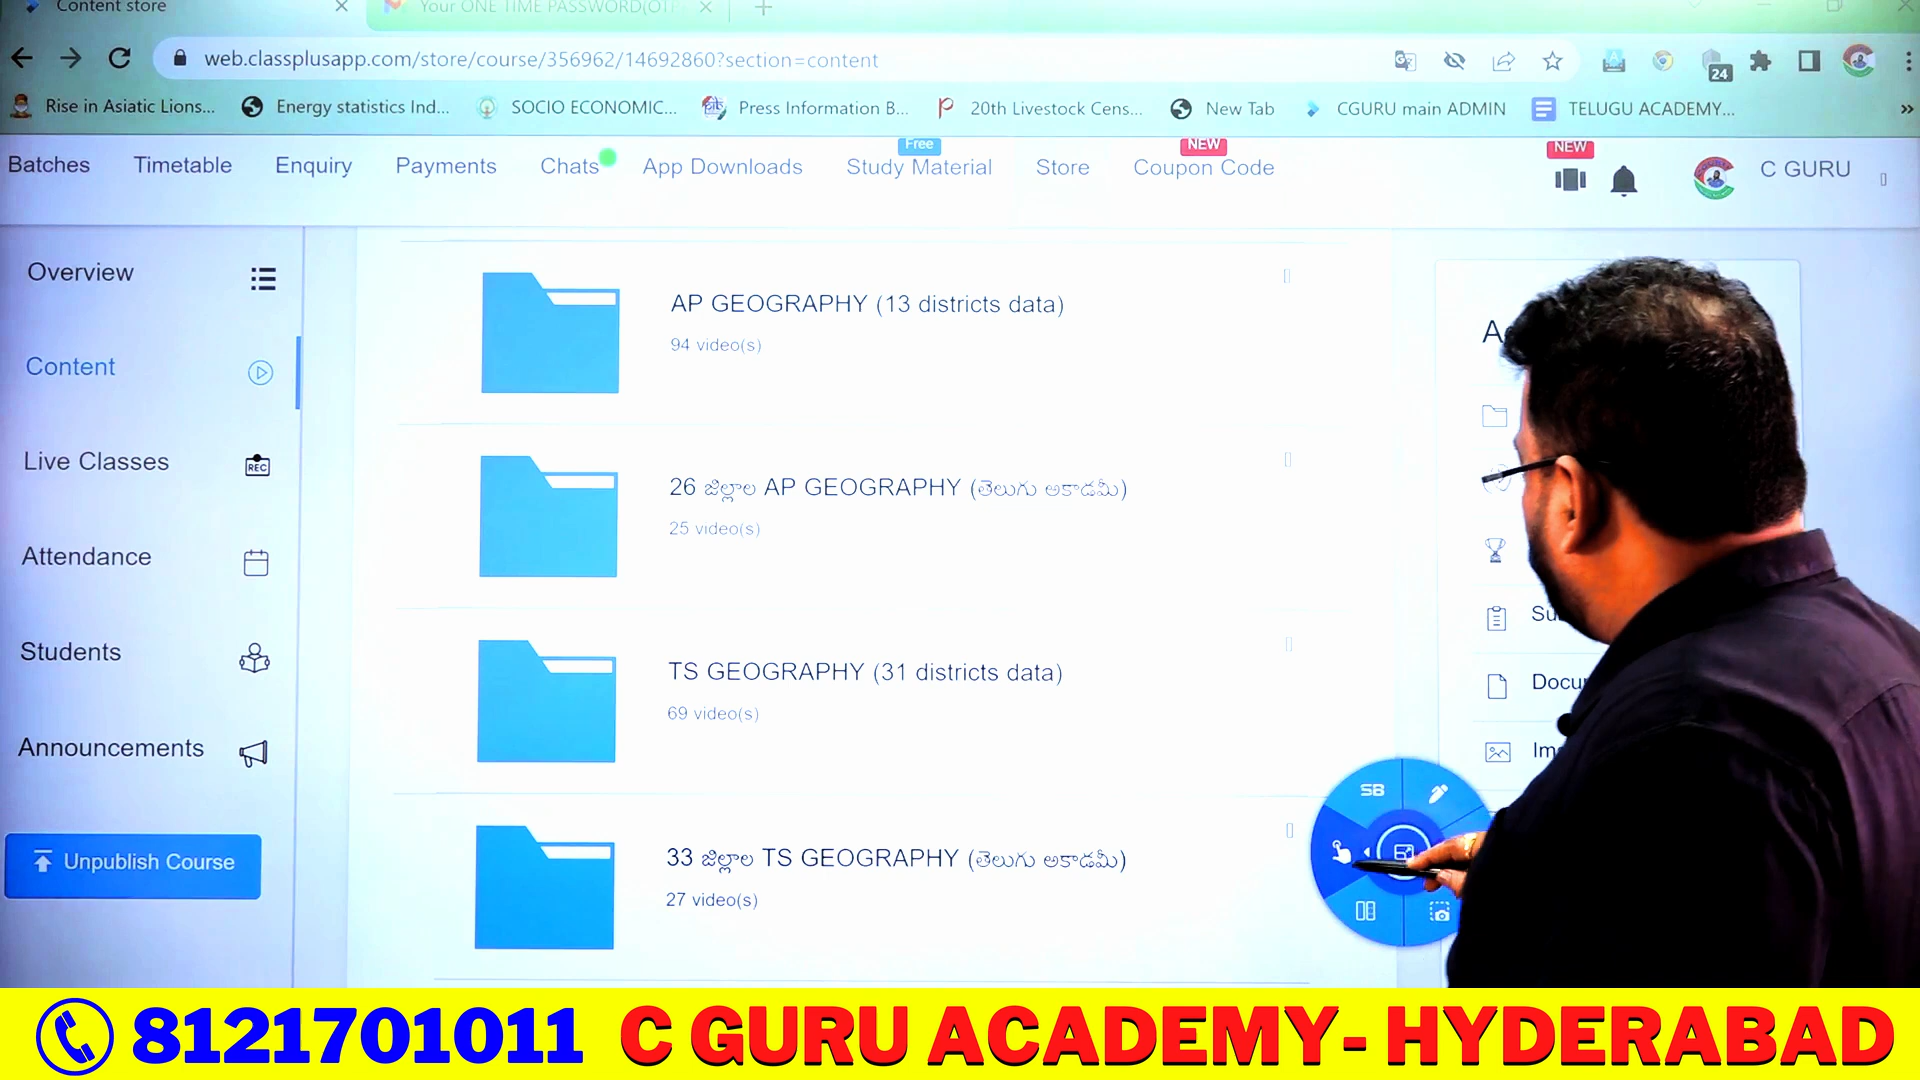 Content store
Your ONE TIME PASSWORD(OTP
web.classplusapp.com/store/course/356962/14692860?section=content
24
Rise in Asiatic Lions...
Energy statistics Ind...
SOCIO ECONOMIC...
Press Information B...
20th Livestock Cens...
New Tab
CGURU main ADMIN
TELUGU ACADEMY...
Batches
Timetable
Enquiry
Payments
Chats
App Downloads
Free
Study Material
Store
NEW
Coupon Code
NEW
C GURU
Overview
Content
Live Classes
REC
Attendance
Students
Announcements
Unpublish Course
AP GEOGRAPHY (13 districts data)
94 video(s)
26 జిల్లాల AP GEOGRAPHY (తెలుగు అకాడమీ)
25 video(s)
TS GEOGRAPHY (31 districts data)
69 video(s)
33 జిల్లాల TS GEOGRAPHY (తెలుగు అకాడమీ)
27 video(s)
SB
8121701011 C GURU ACADEMY- HYDERABAD